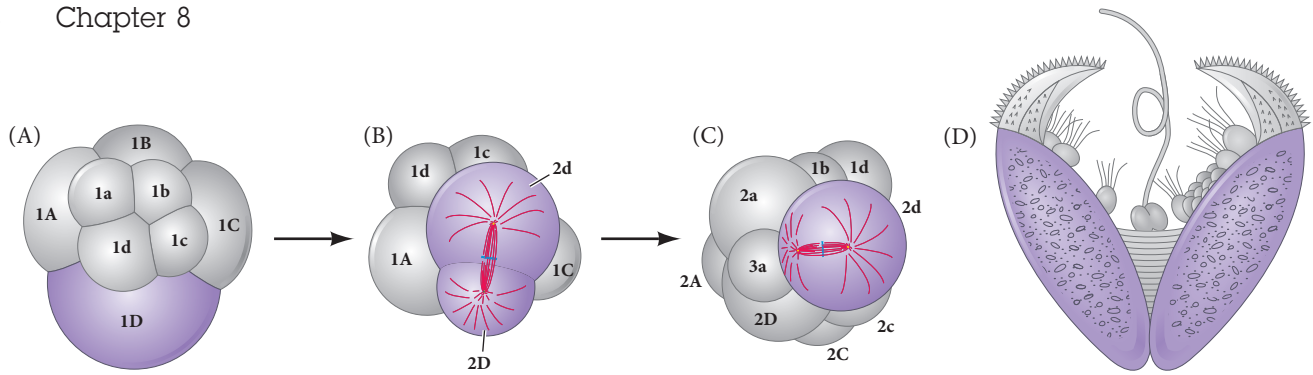 Chapter 8
(A)
1B
1a
1b
1A
1C
1d
1c
1D
(B)
1d
1c
2d
1A
1C
2D
(C)
1b
1d
2a
2d
3a
2A
2D
2c
2C
(D)